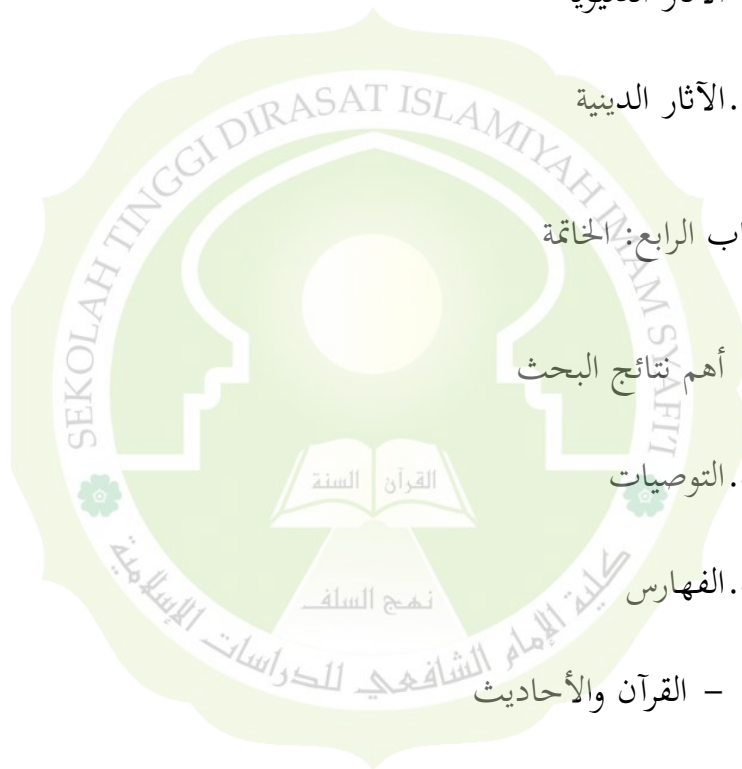 .الآثار الدينية
الرابع: الخاتمة
أهم نتائج البحث
.التوصيات
.الفهارس
– القرآن والأحاديث
SEKOLAH TINGGI DIRASAT ISLAMIYAH IMAM SYAFI'I
القرآن السنة
نهج السلف
كلية الإمام الشافعي للدراسات الإسلامية